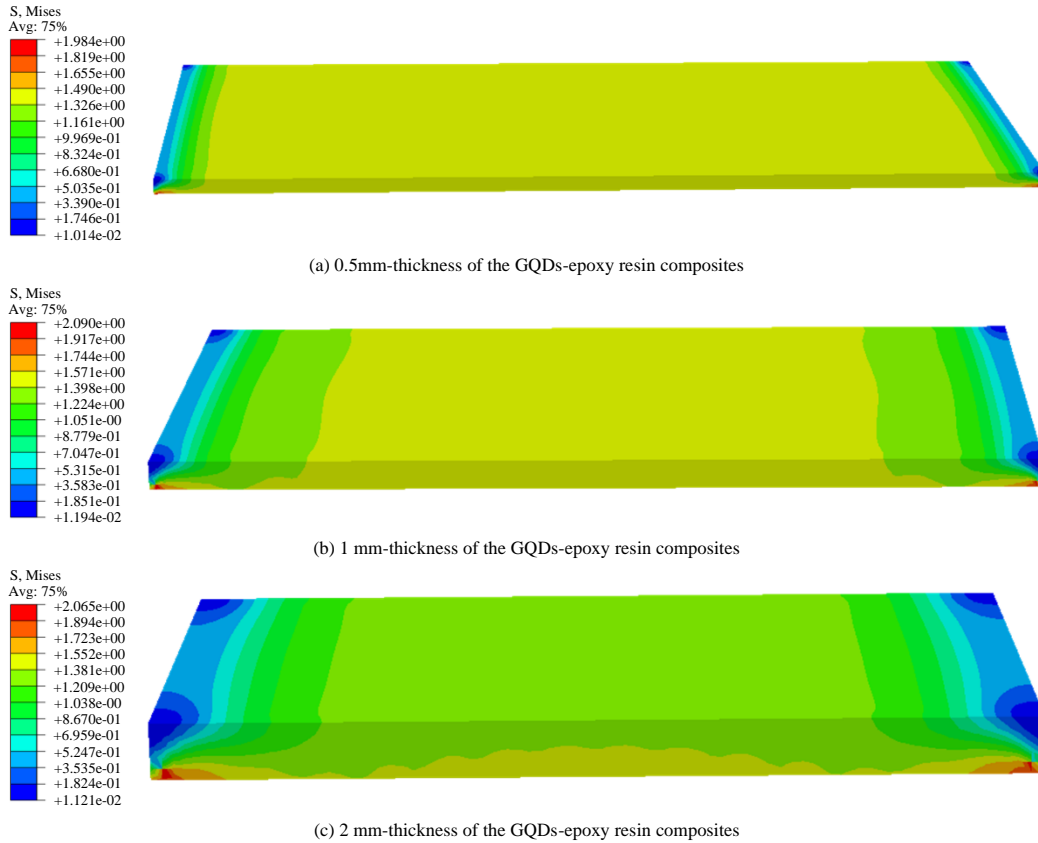 S, Mises
Avg: 75%
+1.984e+00
+1.819e+00
+1.655e+00
+1.490e+00
+1.326e+00
+1.161e+00
+9.969e-01
+8.324e-01
+6.680e-01
+5.035e-01
+3.390e-01
+1.746e-01
+1.014e-02
(a) 0.5mm-thickness of the GQDs-epoxy resin composites
S, Mises
Avg: 75%
+2.090e+00
+1.917e+00
+1.744e+00
+1.571e+00
+1.398e+00
+1.224e+00
+1.051e-00
+8.779e-01
+7.047e-01
+5.315e-01
+3.583e-01
+1.851e-01
+1.194e-02
(b) 1 mm-thickness of the GQDs-epoxy resin composites
S, Mises
Avg: 75%
+2.065e+00
+1.894e+00
+1.723e+00
+1.552e+00
+1.381e+00
+1.209e+00
+1.038e-00
+8.670e-01
+6.959e-01
+5.247e-01
+3.535e-01
+1.824e-01
+1.121e-02
(c) 2 mm-thickness of the GQDs-epoxy resin composites